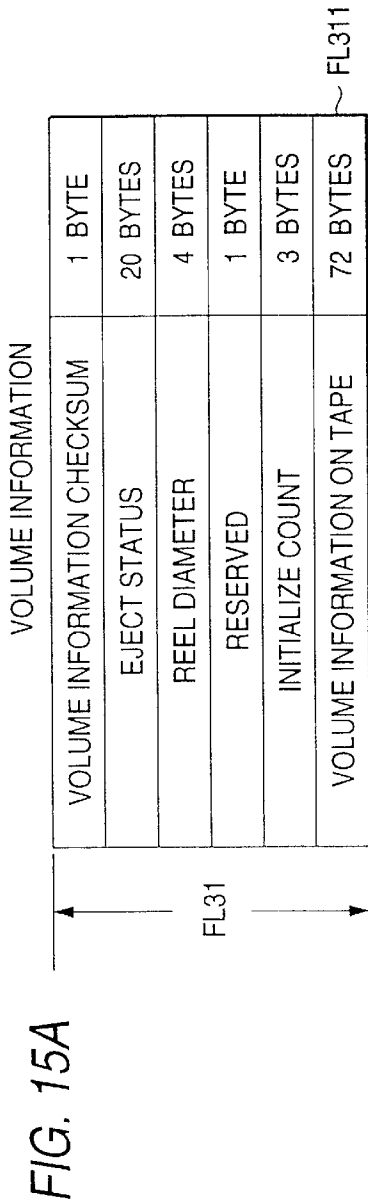 FIG. 15A
VOLUME INFORMATION
VOLUME INFORMATION CHECKSUM 1 BYTE
EJECT STATUS 20 BYTES
REEL DIAMETER 4 BYTES
RESERVED 1 BYTE
INITIALIZE COUNT 3 BYTES
VOLUME INFORMATION ON TAPE 72 BYTES
FL31
FL311